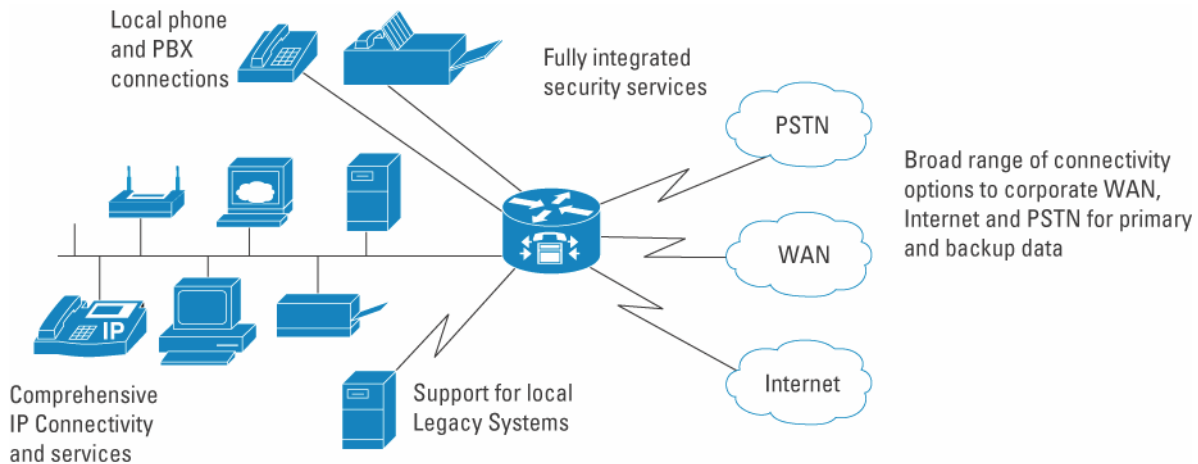 Local phone
and PBX
connections
Fully integrated
security services
PSTN
Broad range of connectivity
options to corporate WAN,
Internet and PSTN for primary
and backup data
WAN
IP
Internet
Support for local
Legacy Systems
Comprehensive
IP Connectivity
and services